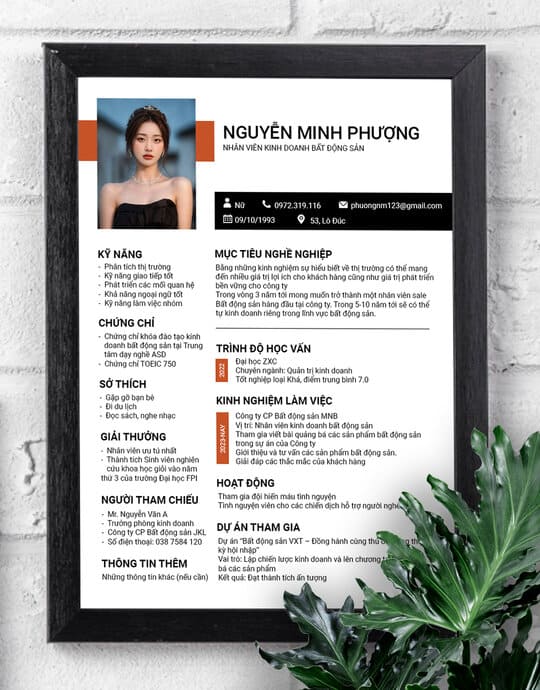 NGUYỄN MINH PHƯỢNG
NHÂN VIÊN KINH DOANH BẤT ĐỘNG SẢN
Nữ
0972.319.116
phuongnm123@gmail.com
09/10/1993
53, Lò Đúc
KỸ NĂNG
- Phân tích thị trường
- Kỹ năng giao tiếp tốt
- Phát triển các mối quan hệ
- Khả năng ngoại ngữ tốt
- Kỹ năng làm việc nhóm
CHỨNG CHỈ
- Chứng chỉ khóa đào tạo kinh
doanh bất động sản tại Trung
tâm dạy nghề ASD
- Chứng chỉ TOEIC 750
SỞ THÍCH
- Gặp gỡ bạn bè
- Đi du lịch
- Đọc sách, nghe nhạc
GIẢI THƯỞNG
- Nhân viên ưu tú nhất
- Thành tích Sinh viên nghiên
cứu khoa học giỏi vào năm
thứ 3 của trường Đại học FPI
NGƯỜI THAM CHIẾU
- Mr. Nguyễn Văn A
- Trưởng phòng kinh doanh
- Công ty CP Bất động sản JKL
- Số điện thoại: 038 7584 120
THÔNG TIN THÊM
Những thông tin khác (nếu cần)
MỤC TIÊU NGHỀ NGHIỆP
Bằng những kinh nghiệm sự hiểu biết về thị trường có thể mang
đến nhiều giá trị lợi ích cho khách hàng cũng như giá trị phát triển
bền vững cho công ty
Trong vòng 3 năm tới mong muốn trở thành một nhân viên sale
Bất động sản hàng đầu tại công ty. Trong 5-10 năm tới sẽ có thể
tự kinh doanh riêng trong lĩnh vực bất động sản.
TRÌNH ĐỘ HỌC VẤN
2022
Đại học ZXC
Chuyên ngành: Quản trị kinh doanh
Tốt nghiệp loại Khá, điểm trung bình 7.0
KINH NGHIỆM LÀM VIỆC
2023-NAY
Công ty CP Bất động sản MNB
Vị trí: Nhân viên kinh doanh bất động sản
Tham gia viết bài quảng bá các sản phẩm bất động sản
trong sự án của Công ty
Giới thiệu và tư vấn các sản phẩm bất động sản.
Giải đáp các thắc mắc của khách hàng
HOẠT ĐỘNG
Tham gia đội hiến máu tình nguyện
Tình nguyện viên cho các chiến dịch hỗ trợ người
DỰ ÁN THAM GIA
Dự án “Bất động sản VXT – Đồng hành cùng thủ
kỳ hội nhập”
Vai trò: Lập chiến lược kinh doanh và lên chương
bá các sản phẩm
Kết quả: Đạt thành tích ấn tượng